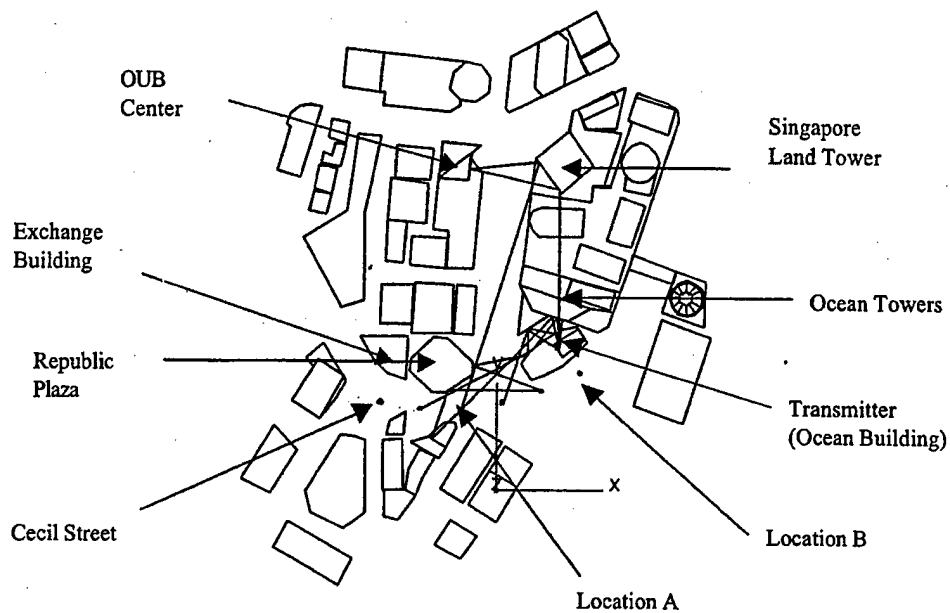 OUB
Center
Singapore
Land Tower
Exchange
Building
Ocean Towers
Republic
Plaza
Transmitter
(Ocean Building)
Cecil Street
X
Location B
Location A